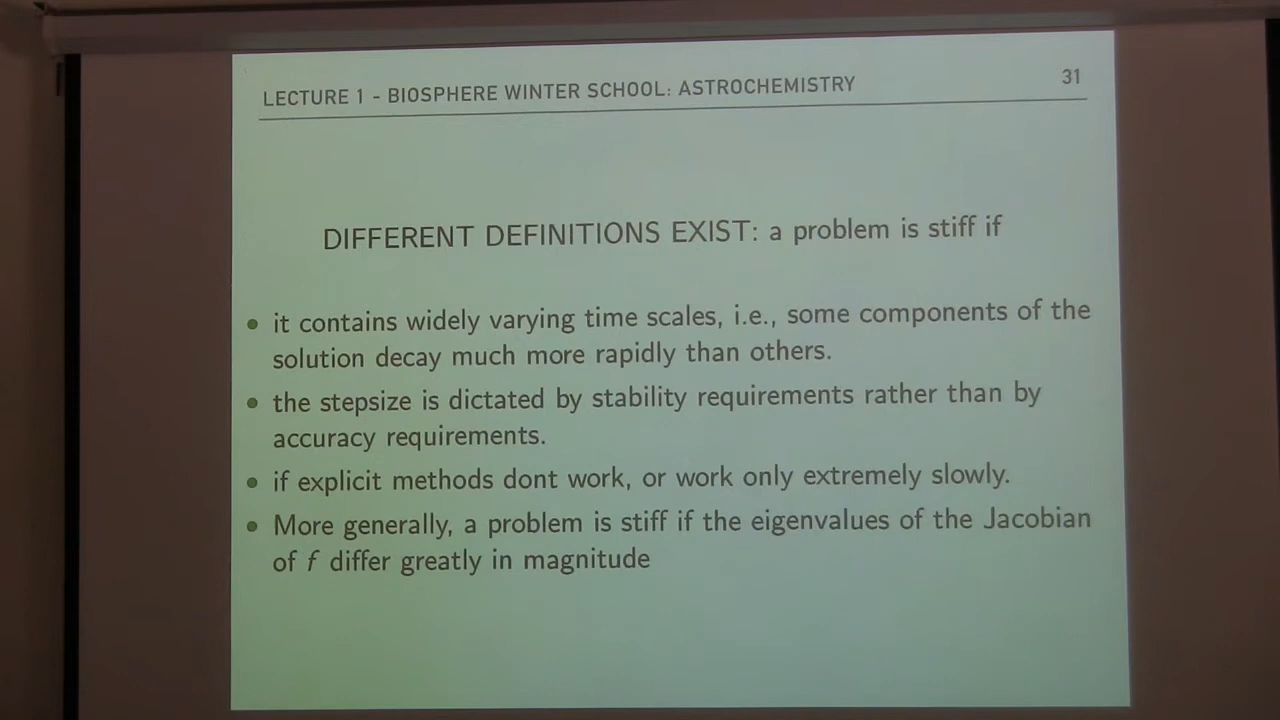 LECTURE 1 - BIOSPHERE WINTER SCHOOL: ASTROCHEMISTRY 31
DIFFERENT DEFINITIONS EXIST: a problem is stiff if
• it contains widely varying time scales, i.e., some components of the
solution decay much more rapidly than others.
• the stepsize is dictated by stability requirements rather than by
accuracy requirements.
• if explicit methods dont work, or work only extremely slowly.
• More generally, a problem is stiff if the eigenvalues of the Jacobian
of f differ greatly in magnitude